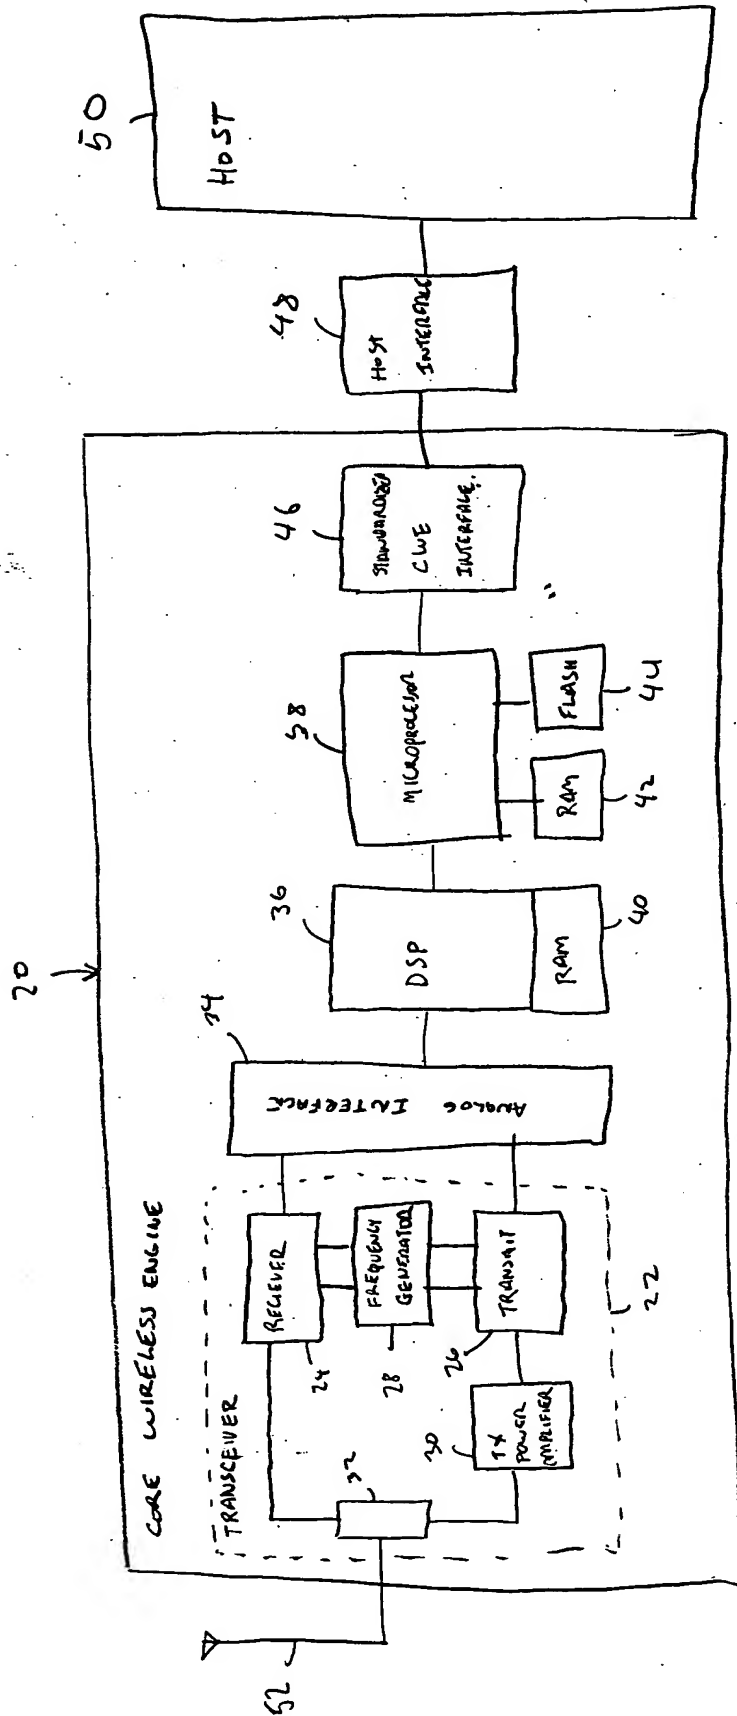 20
CORE WIRELESS ENGINE
TRANSCEIVER
RECIEVER
24
FREQUENCY
GENERATOR
28
TRANSMIT
26
TX
POWER
AMPLIFIER
30
32
22
52
ANALOG INTERFACE
34
DSP
36
RAM
40
MICROPROCESSOR
38
RAM
42
FLASH
44
STANDARDIZED
CWE
INTERFACE
46
HOST
INTERFACE
48
HOST
50